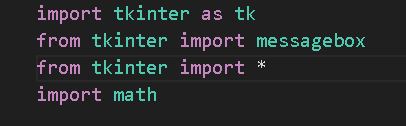 import tkinter as tk
from tkinter import messagebox
from tkinter import *
import math